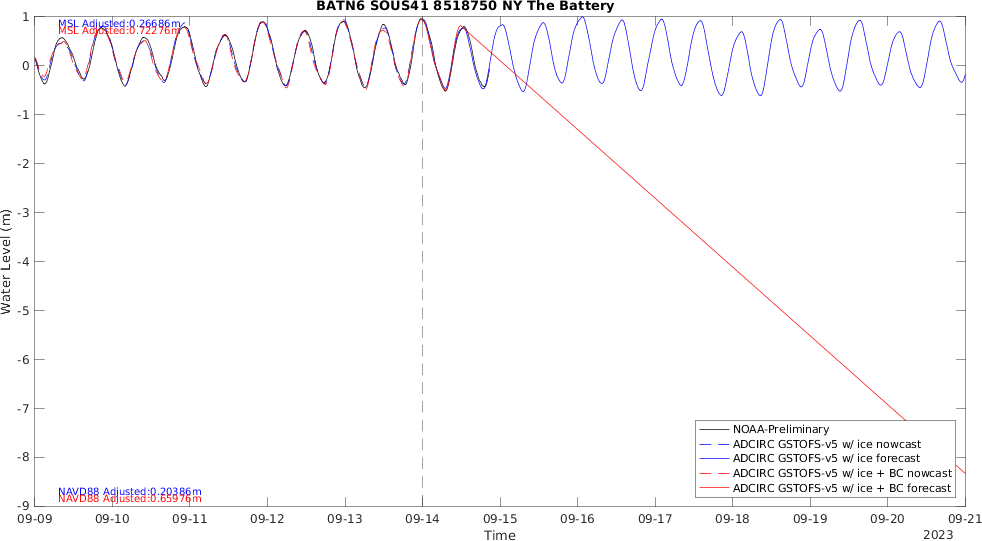 BATN6 SOUS41 8518750 NY The Battery
MSL Adjusted:0.26686m
MSL Adjusted:0.72276m
1
0
-1
-2
-3
-4
-5
-6
-7
-8
-9
Water Level (m)
NOAA-Preliminary
ADCIRC GSTOFS-v5 w/ ice nowcast
ADCIRC GSTOFS-v5 w/ ice forecast
ADCIRC GSTOFS-v5 w/ ice + BC nowcast
ADCIRC GSTOFS-v5 w/ ice + BC forecast
NAVD88 Adjusted:0.20386m
NAVD88 Adjusted:0.65976m
09-09 09-10 09-11 09-12 09-13 09-14 09-15 09-16 09-17 09-18 09-19 09-20 09-21
Time
2023